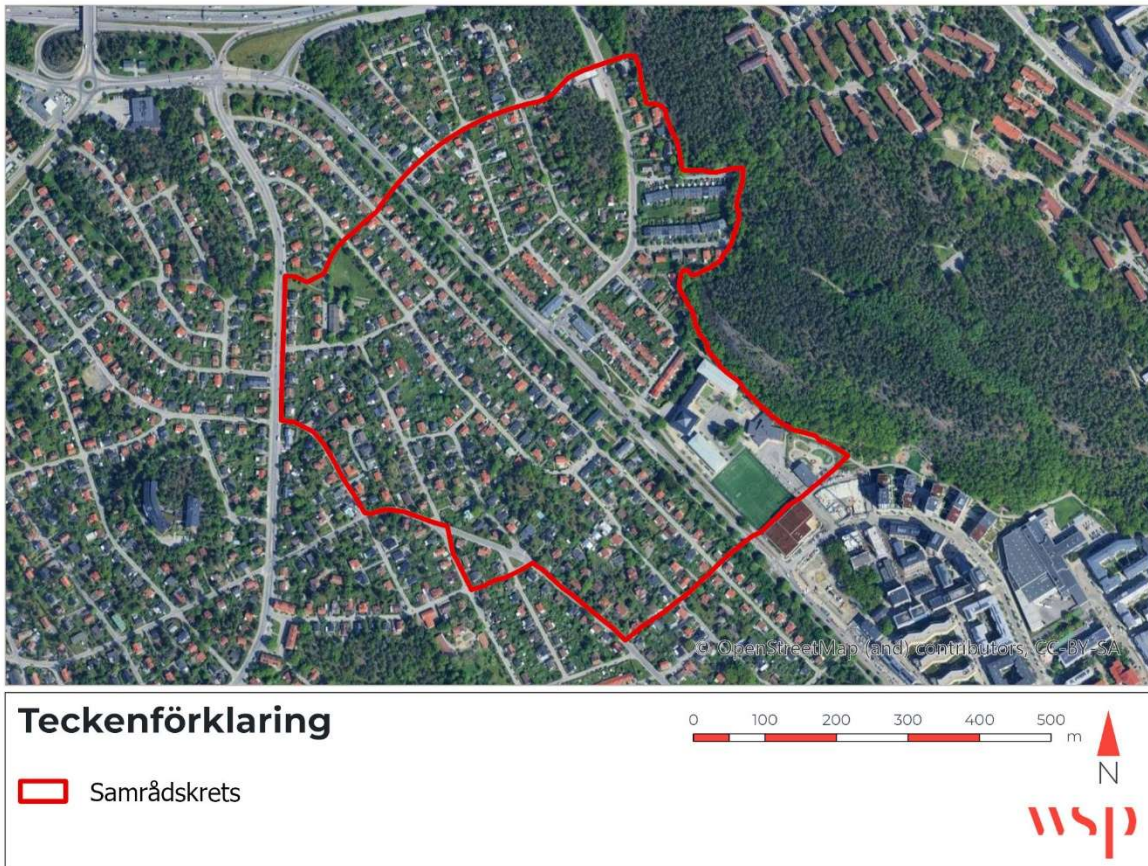 © OpenStreetMap (and) contributors, CC-BY-SA
Teckenförklaring
0 100 200 300 400 500
m
Samrådskrets
N
wsp